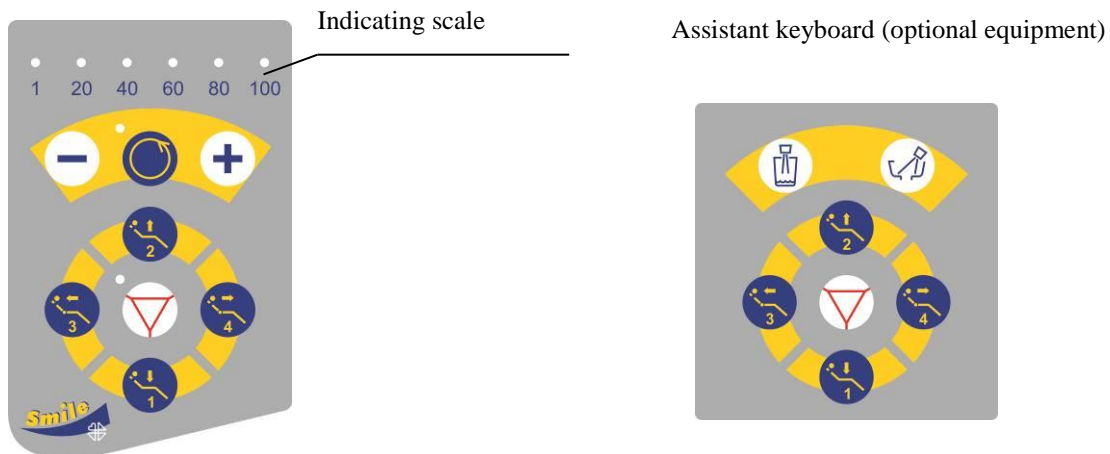 Indicating scale
Assistant keyboard (optional equipment)
1 20 40 60 80 100
2
3
4
1
Smile
2
3
4
1